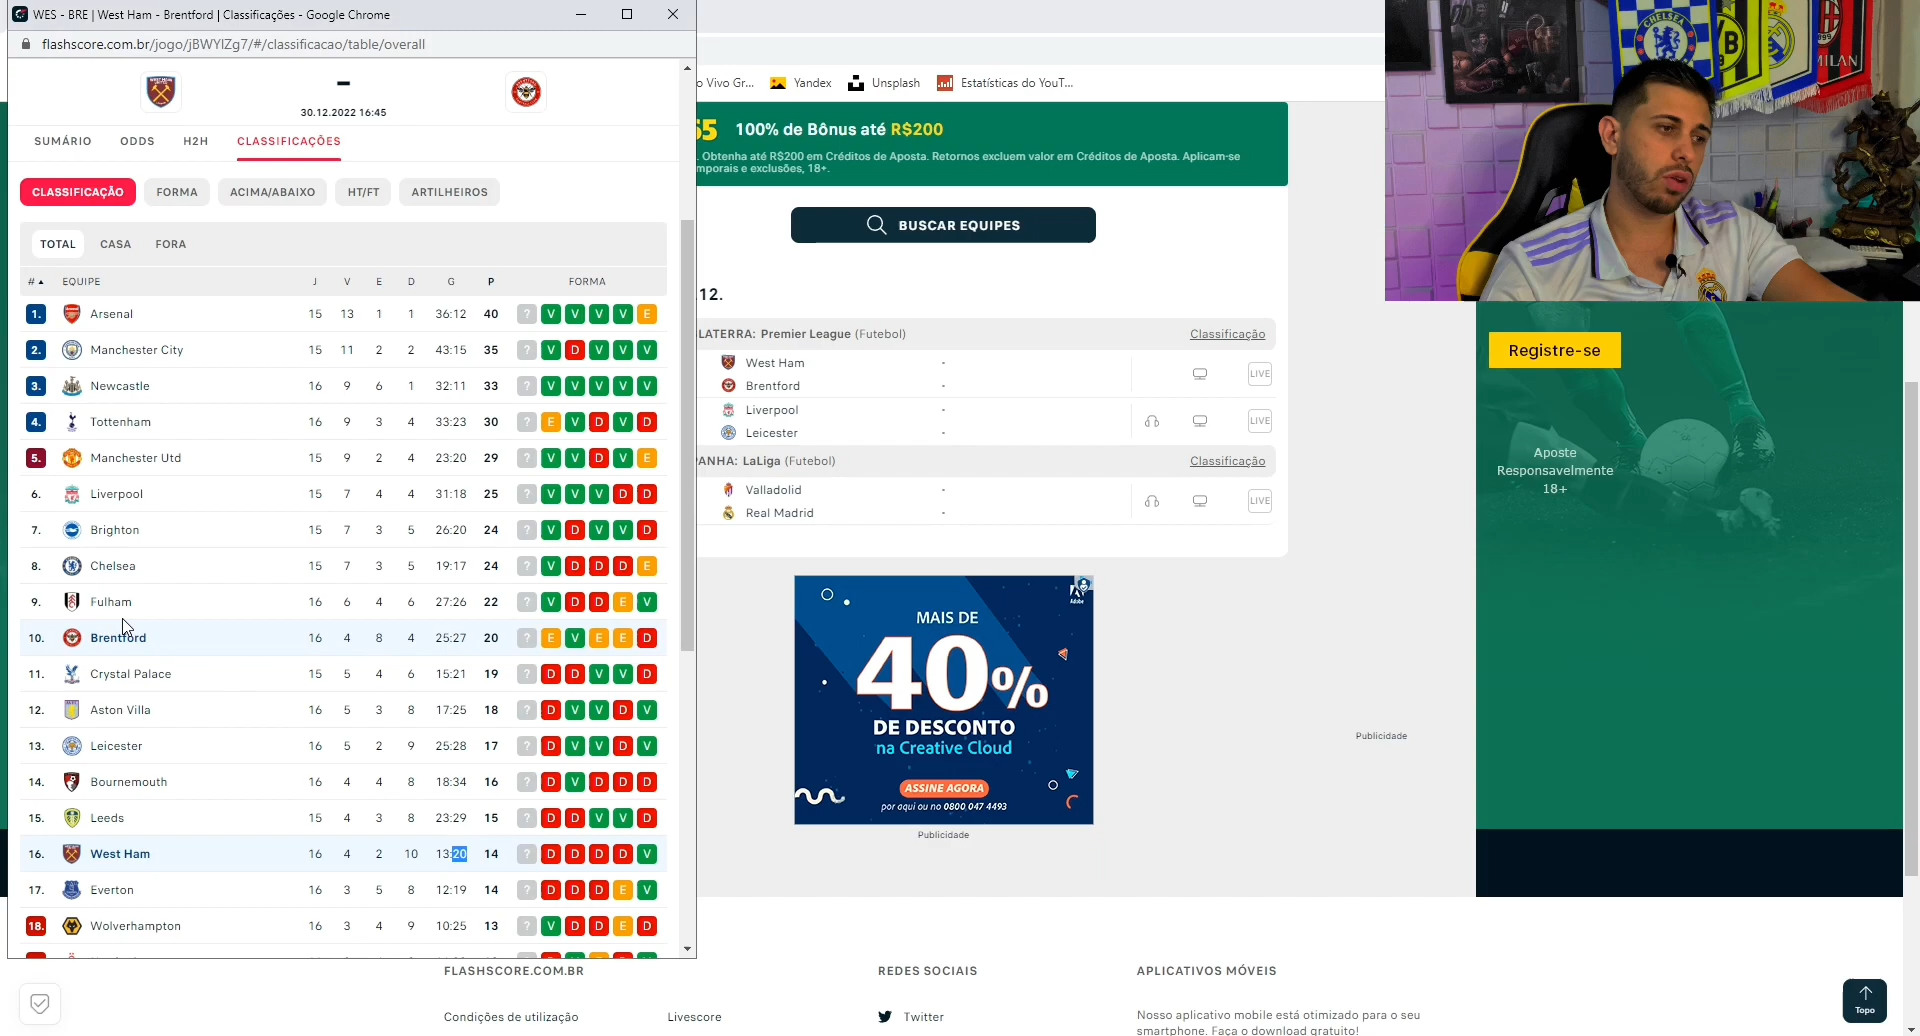 WES - BRE | West Ham - Brentford | Classificações - Google Chrome
flashscore.com.br/jogo/jBWYlZg7/#/classificacao/table/overall
-
30.12.2022 16:45
SUMÁRIO ODDS H2H CLASSIFICAÇÕES
CLASSIFICAÇÃO FORMA ACIMA/ABAIXO HT/FT ARTILHEIROS
TOTAL CASA FORA
# EQUIPE J V E D G P FORMA
1. Arsenal 15 13 1 1 36:12 40 ? V V V V E
2. Manchester City 15 11 2 2 43:15 35 ? V D V V V
3. Newcastle 16 9 6 1 32:11 33 ? V V V V V
4. Tottenham 16 9 3 4 33:23 30 ? E V D V D
5. Manchester Utd 15 9 2 4 23:20 29 ? V V D V E
6. Liverpool 15 7 4 4 31:18 25 ? V V V D D
7. Brighton 15 7 3 5 26:20 24 ? V D V V D
8. Chelsea 15 7 3 5 19:17 24 ? V D D D E
9. Fulham 16 6 4 6 27:26 22 ? V D D E V
10. Brentford 16 4 8 4 25:27 20 ? E V E E D
11. Crystal Palace 15 5 4 6 15:21 19 ? D D V V D
12. Aston Villa 16 5 3 8 17:25 18 ? D V V D V
13. Leicester 16 5 2 9 25:28 17 ? D V V D V
14. Bournemouth 16 4 4 8 18:34 16 ? D V D D D
15. Leeds 15 4 3 8 23:29 15 ? D D V V D
16. West Ham 16 4 2 10 13:20 14 ? D D D D V
17. Everton 16 3 5 8 12:19 14 ? D D D E V
18. Wolverhampton 16 3 4 9 10:25 13 ? V D D E D
o Vivo Gr... Yandex Unsplash Estatísticas do YouT...
55 100% de Bônus até R$200
. Obtenha até R$200 em Créditos de Aposta. Retornos excluem valor em Créditos de Aposta. Aplicam-se
mporais e exclusões, 18+.
BUSCAR EQUIPES
.12.
LATERRA: Premier League (Futebol) Classificação
West Ham - LIVE
Brentford -
Liverpool - LIVE
Leicester -
PANHA: LaLiga (Futebol) Classificação
Valladolid - LIVE
Real Madrid -
Adobe
MAIS DE
40%
DE DESCONTO
na Creative Cloud
ASSINE AGORA
por aqui ou no 0800 047 4493
Publicidade
Publicidade
CHELSEA
MILAN
Registre-se
Aposte
Responsavelmente
18+
FLASHSCORE.COM.BR REDES SOCIAIS APLICATIVOS MÓVEIS
Condições de utilização Livescore Twitter Nosso aplicativo mobile está otimizado para o seu
smartphone. Faça o download gratuito!
Topo